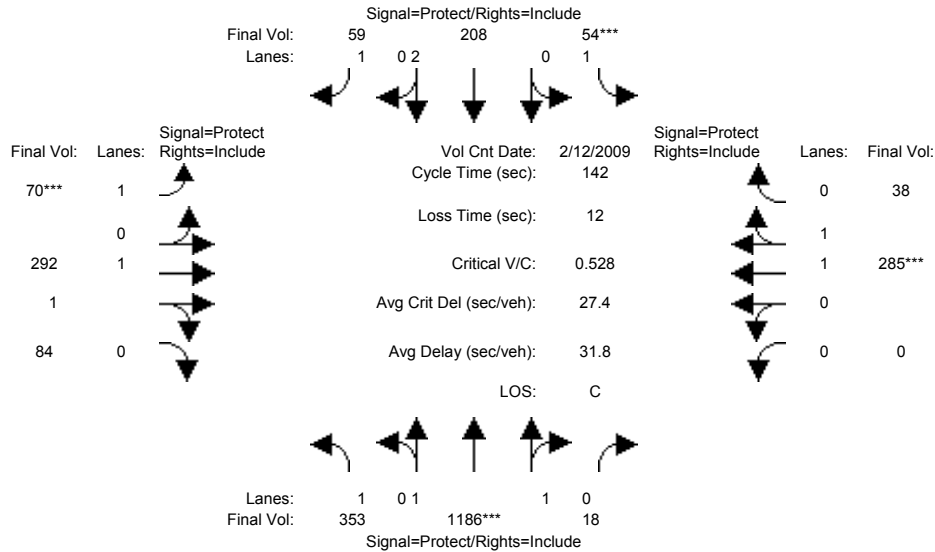 Signal=Protect/Rights=Include
Final Vol: 59 208 54***
Lanes: 1 0 2 0 1
Signal=Protect Signal=Protect
Final Vol: Lanes: Rights=Include Vol Cnt Date: 2/12/2009 Rights=Include Lanes: Final Vol:
Cycle Time (sec): 142
70*** 1 0 38
Loss Time (sec): 12
0 1
292 1 Critical V/C: 0.528 1 285***
1 Avg Crit Del (sec/veh): 27.4 0
84 0 Avg Delay (sec/veh): 31.8 0 0
LOS: C
Lanes: 1 0 1 1 0
Final Vol: 353 1186*** 18
Signal=Protect/Rights=Include